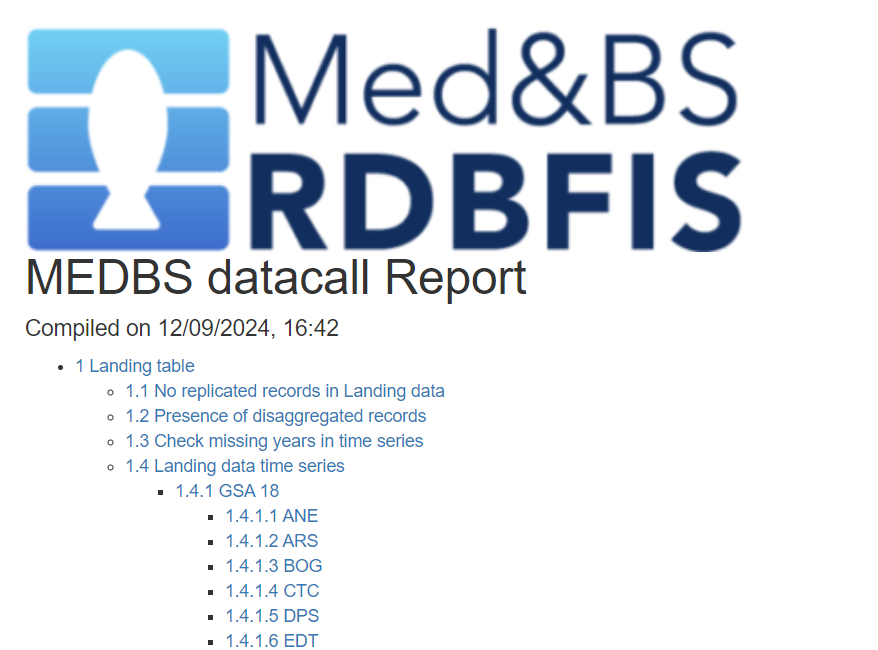 Med&BS
RDBFIS
MEDBS datacall Report
Compiled on 12/09/2024, 16:42
1 Landing table
1.1 No replicated records in Landing data
1.2 Presence of disaggregated records
1.3 Check missing years in time series
1.4 Landing data time series
1.4.1 GSA 18
1.4.1.1 ANE
1.4.1.2 ARS
1.4.1.3 BOG
1.4.1.4 CTC
1.4.1.5 DPS
1.4.1.6 EDT